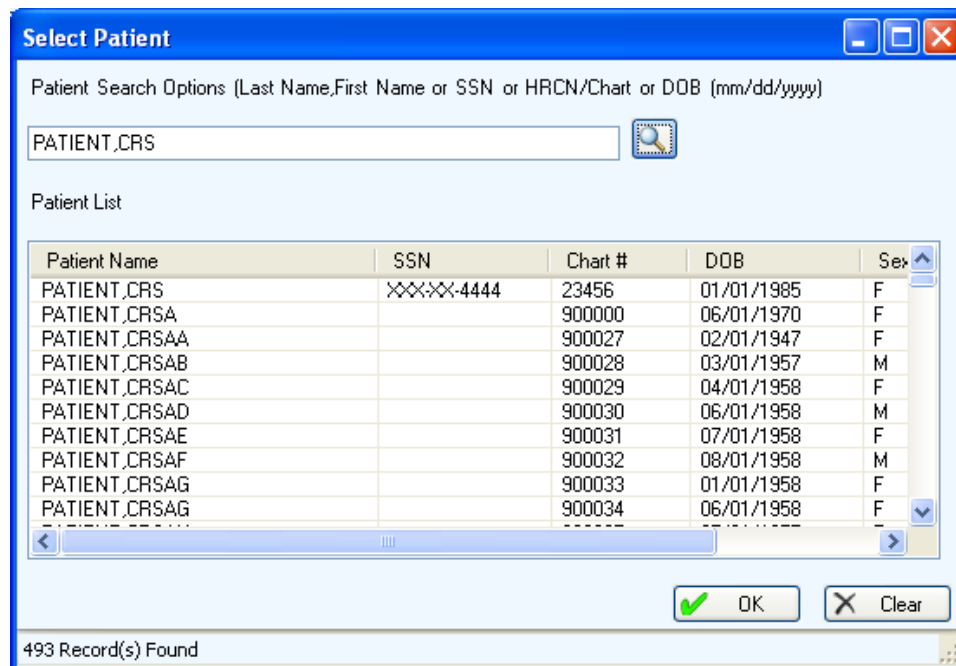 Select Patient
Patient Search Options (Last Name,First Name or SSN or HRCN/Chart or DOB (mm/dd/yyyy)
PATIENT,CRS
Patient List
Patient Name SSN Chart # DOB Sex
PATIENT,CRS XXX-XX-4444 23456 01/01/1985 F
PATIENT,CRSA 900000 06/01/1970 F
PATIENT,CRSAA 900027 02/01/1947 F
PATIENT,CRSAB 900028 03/01/1957 M
PATIENT,CRSAC 900029 04/01/1958 F
PATIENT,CRSAD 900030 06/01/1958 M
PATIENT,CRSAE 900031 07/01/1958 F
PATIENT,CRSAF 900032 08/01/1958 M
PATIENT,CRSAG 900033 01/01/1958 F
PATIENT,CRSAG 900034 06/01/1958 F
OK Clear
493 Record(s) Found